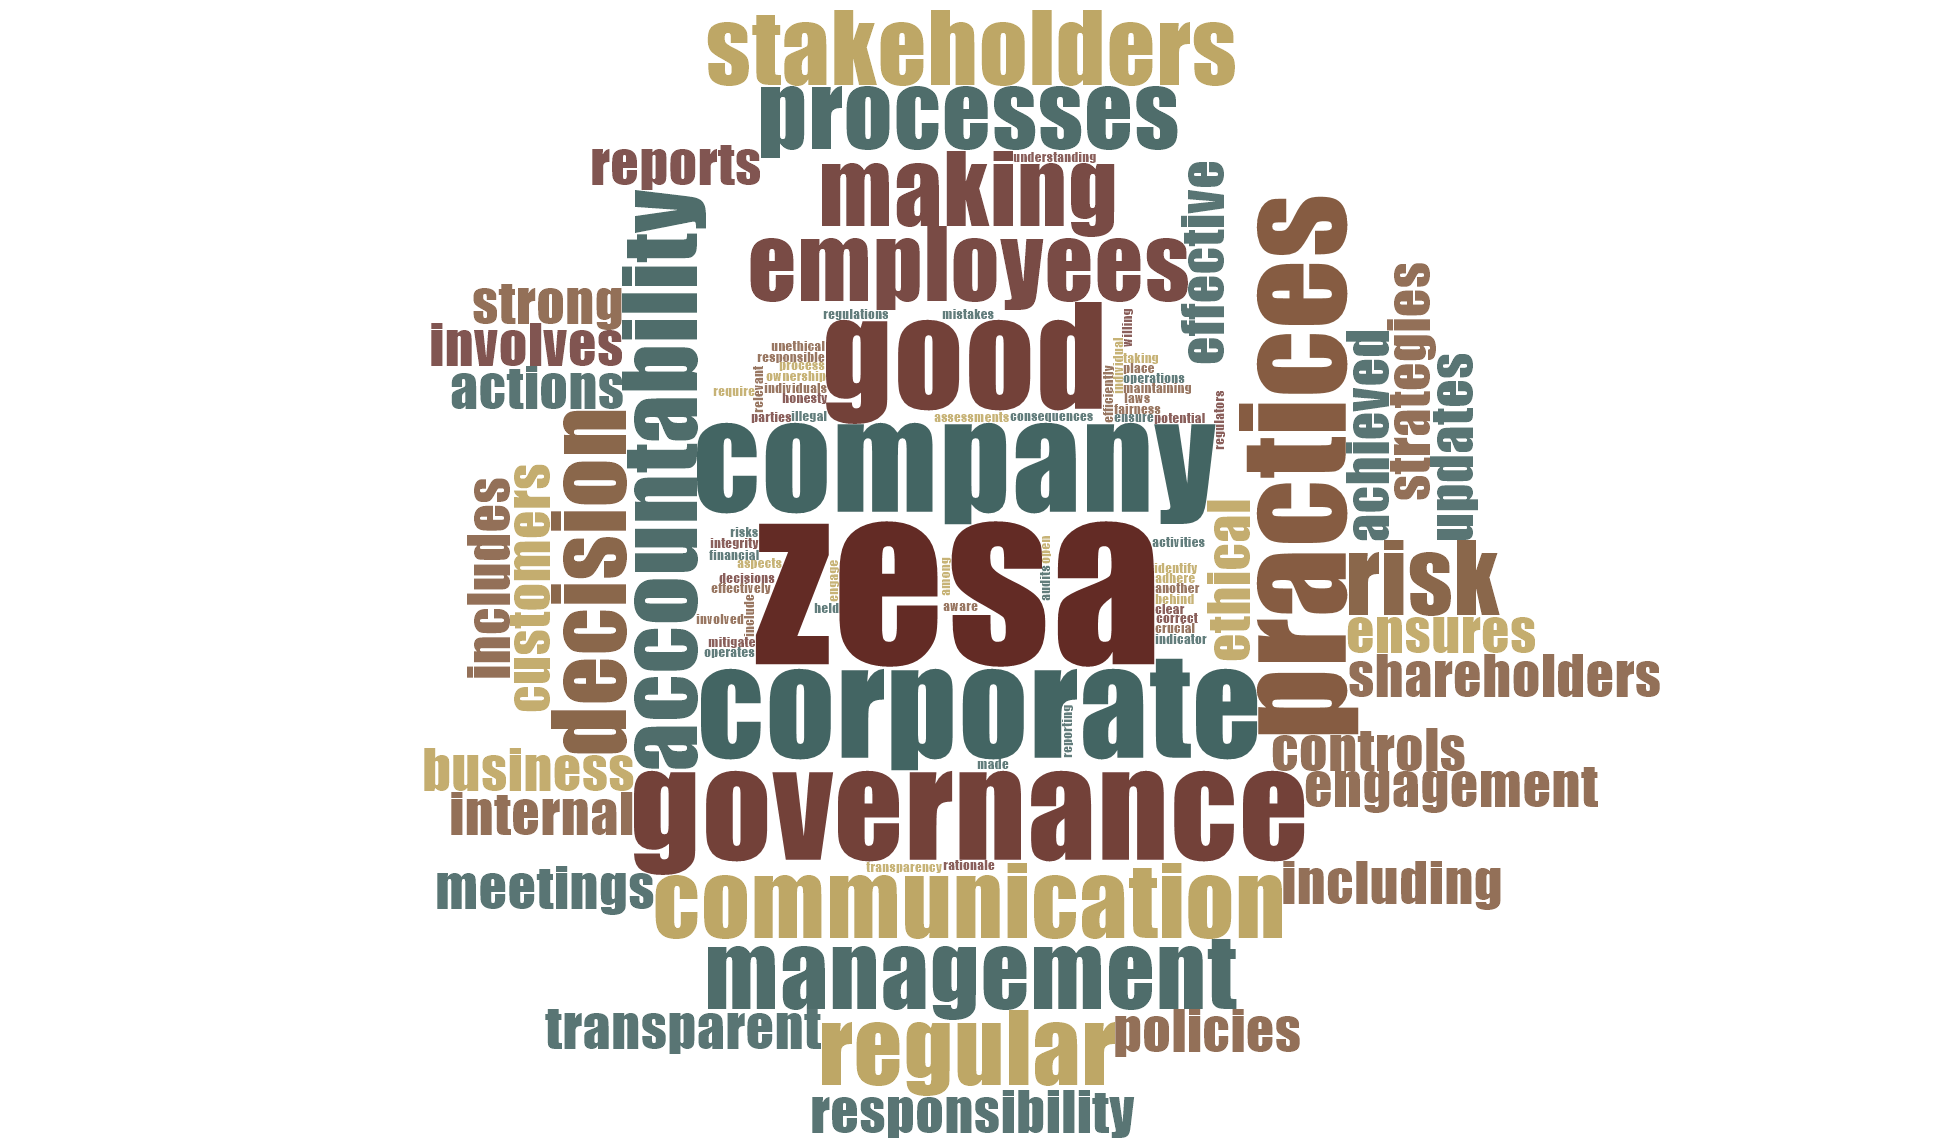 stakeholders
processes
reports
making
understanding
effective
employees
accountability
practices
strong
involves
actions
regulations
mistakes
good
willing
unethical
responsible
process
ownership
individuals
honesty
require
relevant
parties
illegal
assessments
consequences
efficiently
individual
taking
place
operations
maintaining
laws
fairness
ensure
potential
regulators
achieved
strategies
updates
company
decision
includes
customers
risks
integrity
financial
aspects
decisions
effectively
involved
include
mitigate
operates
zesa
engage
held
among
aware
audits
open
activities
identify
adhere
another
behind
clear
correct
crucial
indicator
ethical
risk
ensures
shareholders
corporate
reporting
made
business
internal
controls
engagement
governance
transparency
rationale
meetings
communication
including
management
transparent
regular
policies
responsibility